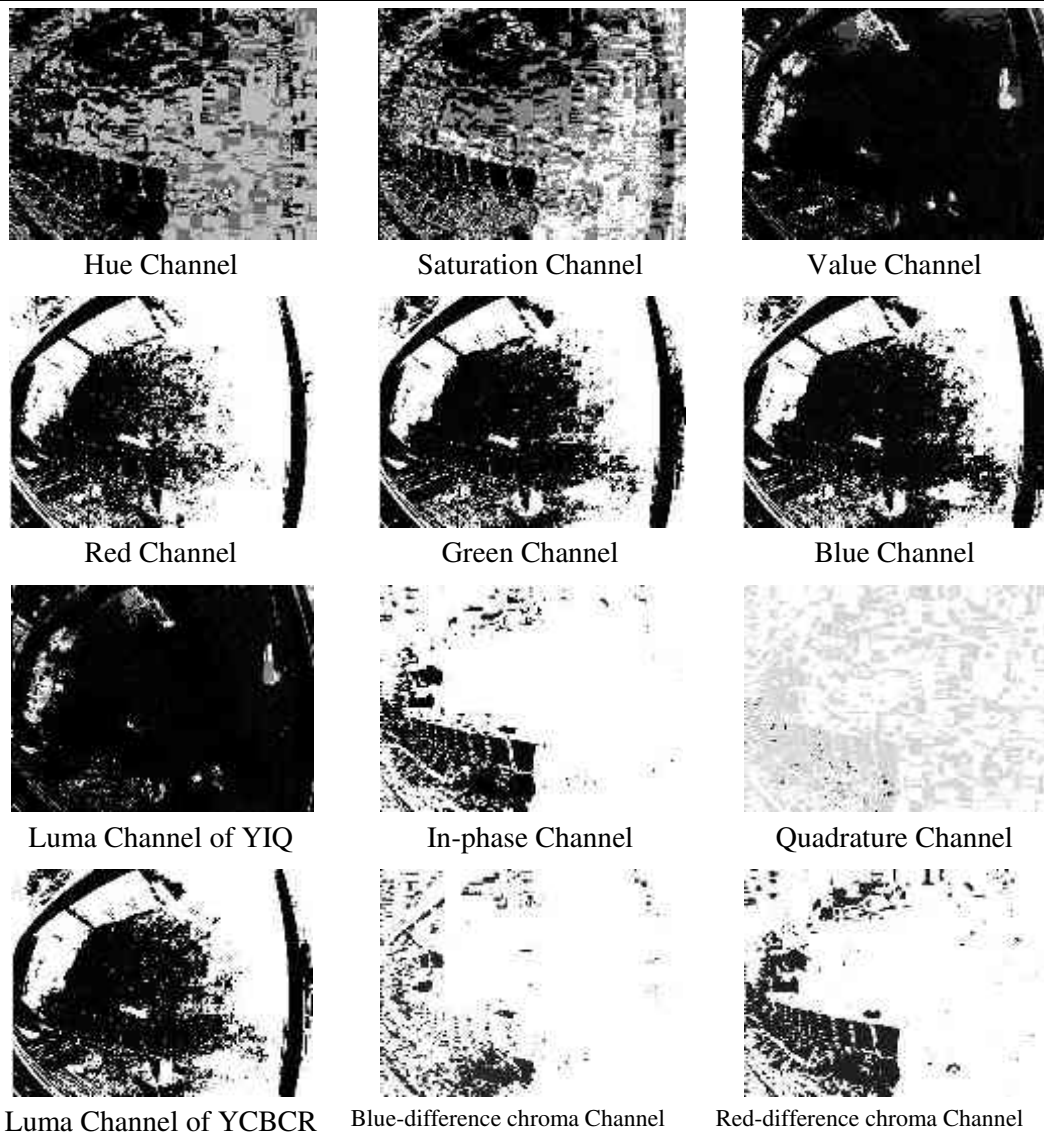 Hue Channel
Saturation Channel
Value Channel
Red Channel
Green Channel
Blue Channel
Luma Channel of YIQ
In-phase Channel
Quadrature Channel
Luma Channel of YCBCR
Blue-difference chroma Channel
Red-difference chroma Channel